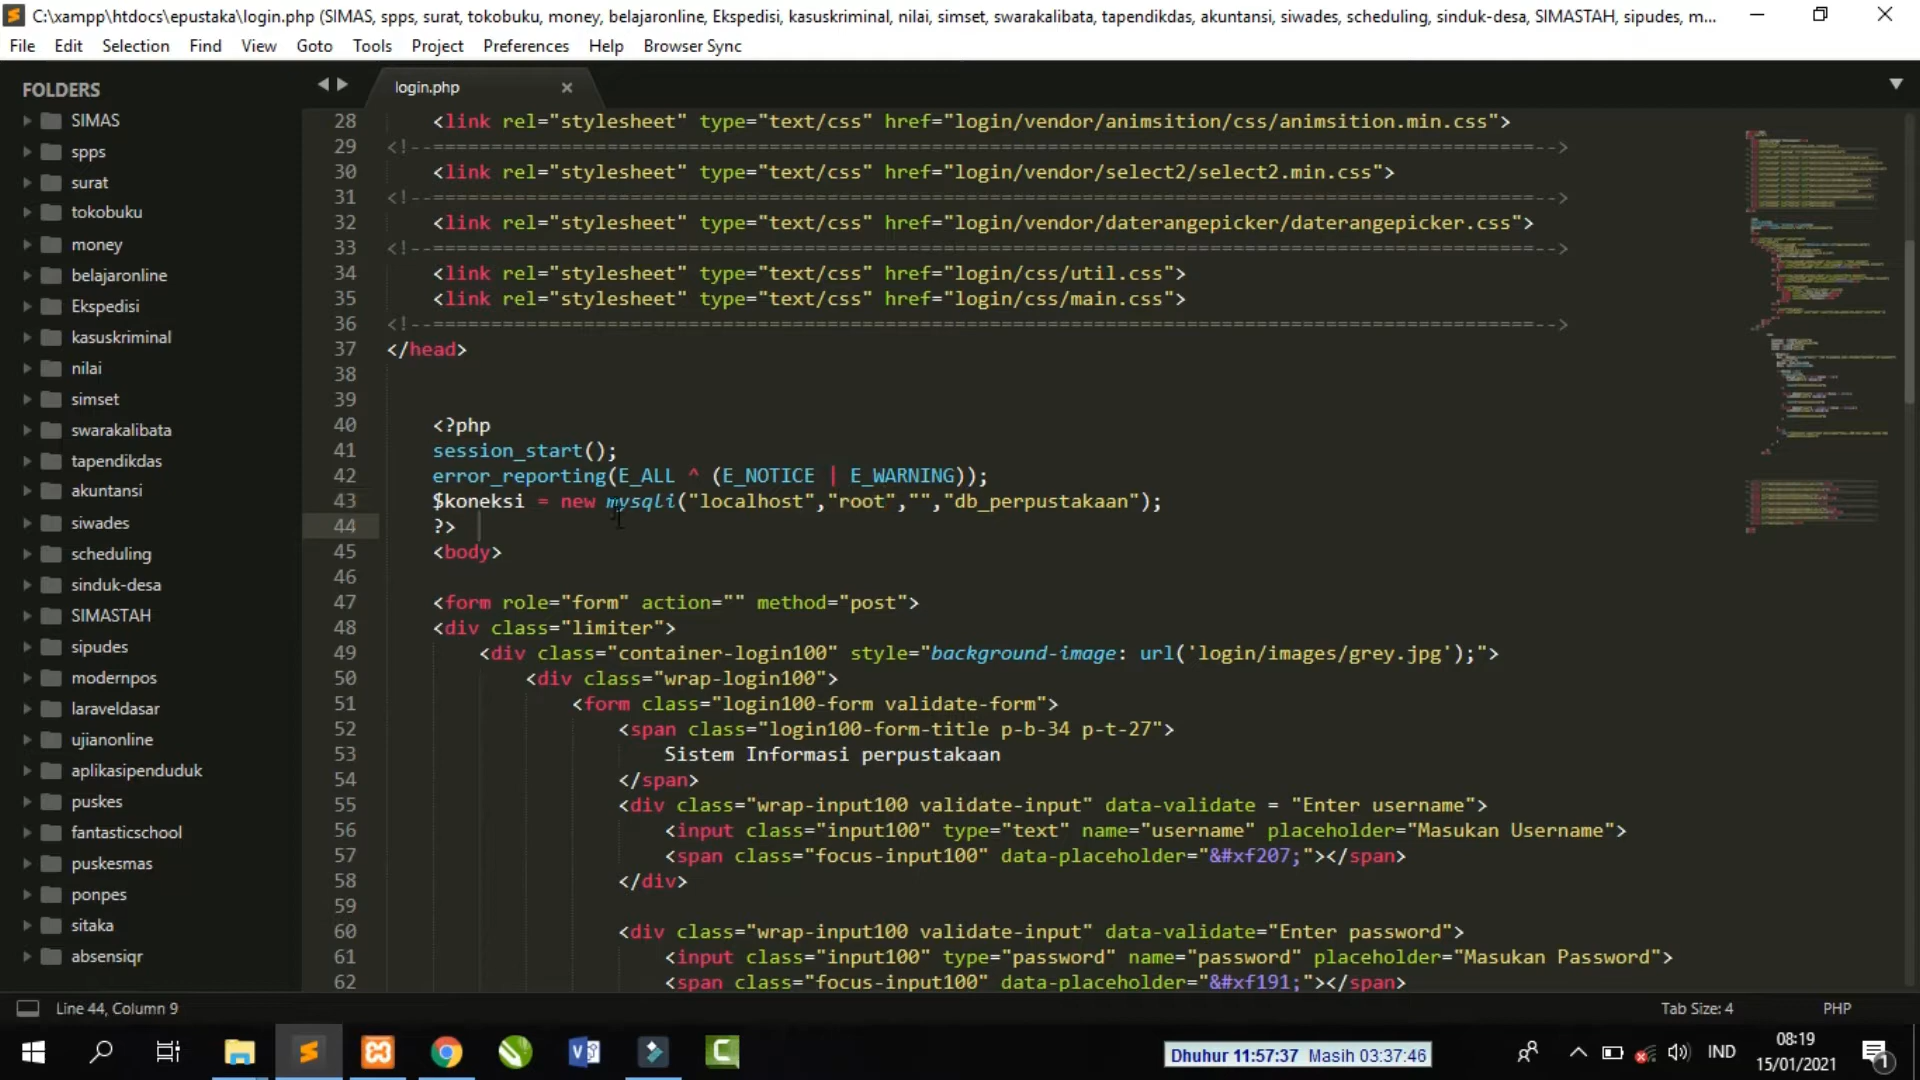 C:\xampp\htdocs\epustaka\login.php (SIMAS, spps, surat, tokobuku, money, belajaronline, Ekspedisi, kasuskriminal, nilai, simset, swarakalibata, tapendikdas, akuntansi, siwades, scheduling, sinduk-desa, SIMASTAH, sipudes, m...
File Edit Selection Find View Goto Tools Project Preferences Help Browser Sync
FOLDERS
SIMAS
spps
surat
tokobuku
money
belajaronline
Ekspedisi
kasuskriminal
nilai
simset
swarakalibata
tapendikdas
akuntansi
siwades
scheduling
sinduk-desa
SIMASTAH
sipudes
modernpos
laraveldasar
ujianonline
aplikasipenduduk
puskes
fantasticschool
puskesmas
ponpes
sitaka
absensiqr
login.php
28 <link rel="stylesheet" type="text/css" href="login/vendor/animsition/css/animsition.min.css">
29 <!--===============================================================================================-->
30 <link rel="stylesheet" type="text/css" href="login/vendor/select2/select2.min.css">
31 <!--===============================================================================================-->
32 <link rel="stylesheet" type="text/css" href="login/vendor/daterangepicker/daterangepicker.css">
33 <!--===============================================================================================-->
34 <link rel="stylesheet" type="text/css" href="login/css/util.css">
35 <link rel="stylesheet" type="text/css" href="login/css/main.css">
36 <!--===============================================================================================-->
37 </head>
38
39
40 <?php
41 session_start();
42 error_reporting(E_ALL ^ (E_NOTICE | E_WARNING));
43 $koneksi = new mysqli("localhost","root","","db_perpustakaan");
44 ?>
45 <body>
46
47 <form role="form" action="" method="post">
48 <div class="limiter">
49 <div class="container-login100" style="background-image: url('login/images/grey.jpg');">
50 <div class="wrap-login100">
51 <form class="login100-form validate-form">
52 <span class="login100-form-title p-b-34 p-t-27">
53 Sistem Informasi perpustakaan
54 </span>
55 <div class="wrap-input100 validate-input" data-validate = "Enter username">
56 <input class="input100" type="text" name="username" placeholder="Masukan Username">
57 <span class="focus-input100" data-placeholder="&#xf207;"></span>
58 </div>
59
60 <div class="wrap-input100 validate-input" data-validate="Enter password">
61 <input class="input100" type="password" name="password" placeholder="Masukan Password">
62 <span class="focus-input100" data-placeholder="&#xf191;"></span>
Line 44, Column 9
Tab Size: 4
PHP
Dhuhur 11:57:37 Masih 03:37:46
IND
08:19
15/01/2021
1